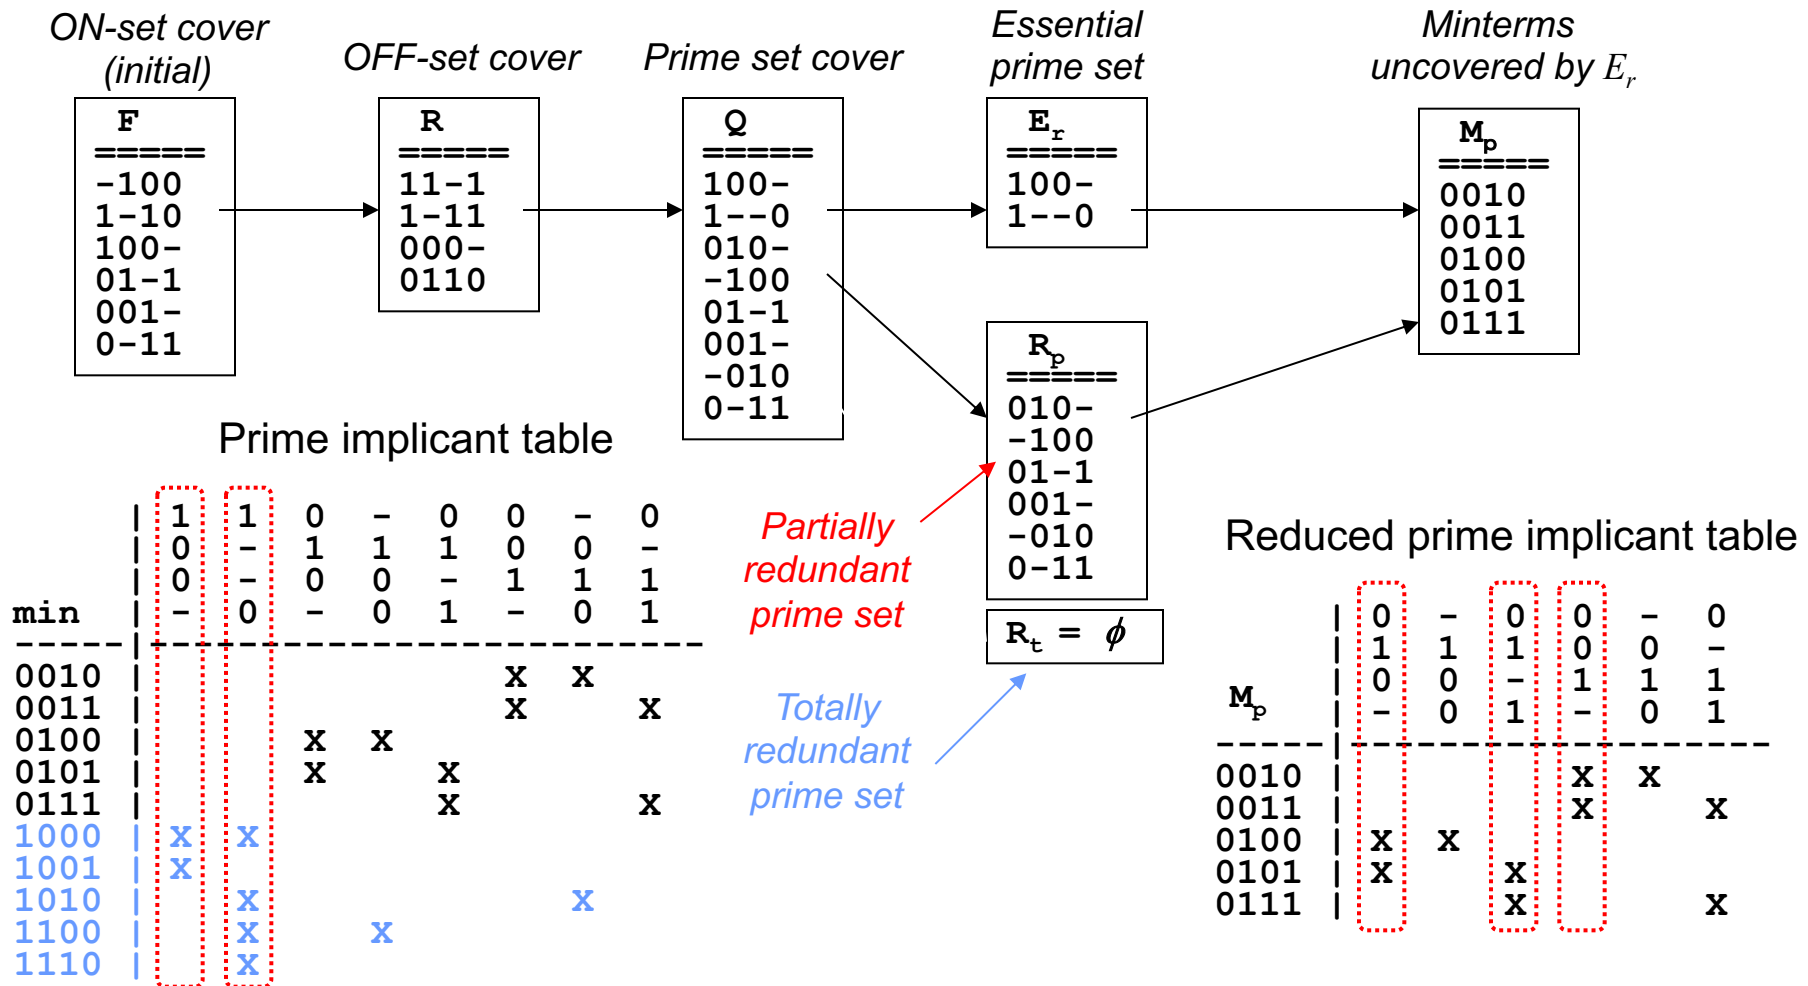 ON-set cover
(initial)
OFF-set cover
Prime set cover
Essential
prime set
Minterms
uncovered by Er
F
=====
-100
1-10
100-
01-1
001-
0-11
R
=====
11-1
1-11
000-
0110
Q
=====
100-
1--0
010-
-100
01-1
001-
-010
0-11
Er
=====
100-
1--0
Mp
=====
0010
0011
0100
0101
0111
Rp
=====
010-
-100
01-1
001-
-010
0-11
Rt = ϕ
Partially
redundant
prime set
Totally
redundant
prime set
Prime implicant table
| 1 1 0 - 0 0 - 0
| 0 - 1 1 1 0 0 -
| 0 - 0 0 - 1 1 1
min | - 0 - 0 1 - 0 1
-----|------------------
0010 | x x
0011 | x x
0100 | x x
0101 | x x
0111 | x x
1000 | x x
1001 | x
1010 | x x
1100 | x x
1110 | x
Reduced prime implicant table
| 0 - 0 0 - 0
| 1 1 1 0 0 -
Mp | 0 0 - 1 1 1
| - 0 1 - 0 1
-----|-------------
0010 | x x
0011 | x x
0100 | x x
0101 | x x
0111 | x x